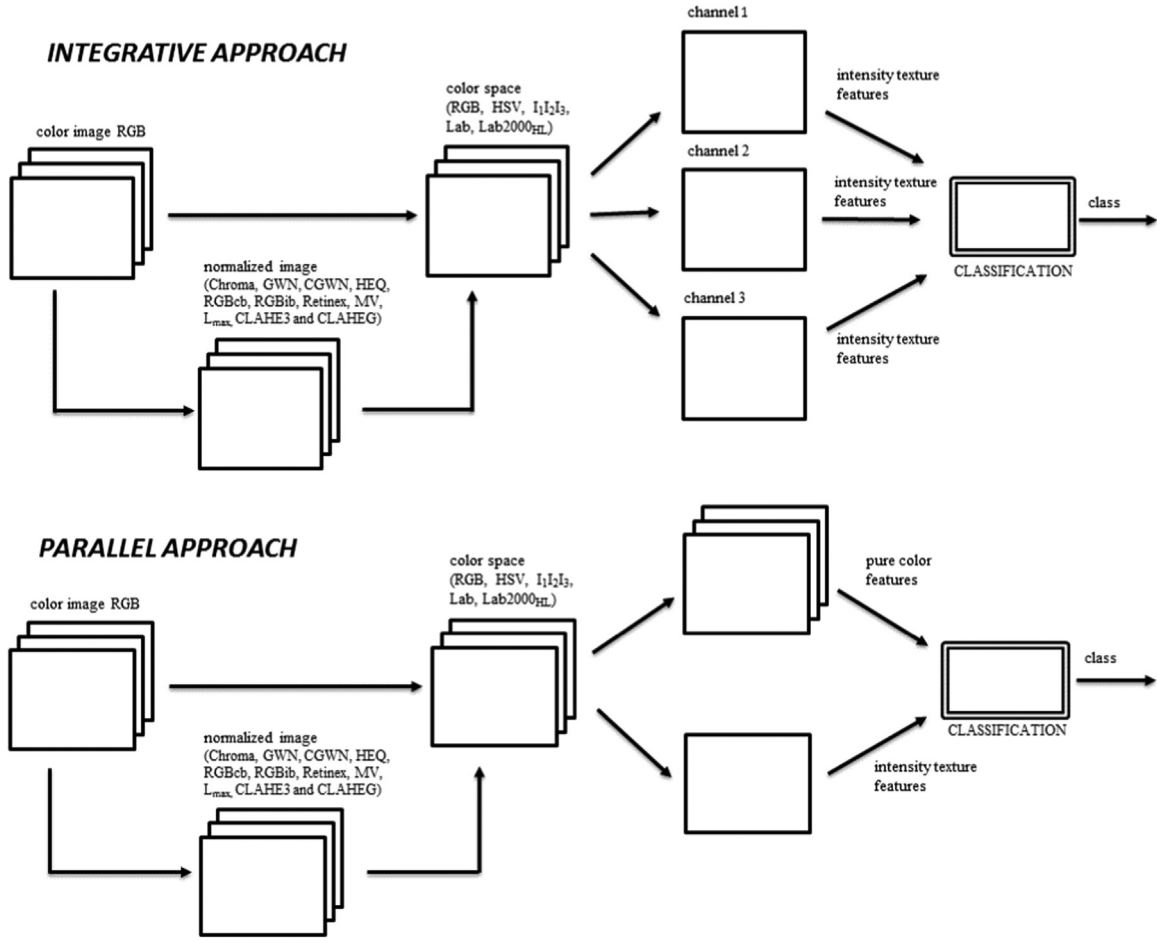 INTEGRATIVE APPROACH
color image RGB
normalized image
(Chroma, GWN, CGWN, HEQ,
RGBcb, RGBib, Retinex, MV,
Lmax, CLAHE3 and CLAHEG)
color space
(RGB, HSV, I1I2I3,
Lab, Lab2000HL)
channel 1
channel 2
channel 3
intensity texture
features
intensity texture
features
intensity texture
features
CLASSIFICATION
class
PARALLEL APPROACH
color image RGB
normalized image
(Chroma, GWN, CGWN, HEQ,
RGBcb, RGBib, Retinex, MV,
Lmax, CLAHE3 and CLAHEG)
color space
(RGB, HSV, I1I2I3,
Lab, Lab2000HL)
pure color
features
intensity texture
features
CLASSIFICATION
class